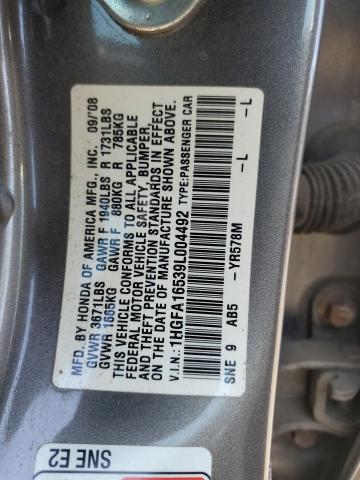 MFD. BY HONDA OF AMERICA MFG., INC. 09/'08
GVWR 3671LBS GAWR F 1940LBS R 1731LBS
GVWR 1665KG GAWR F 880KG R 785KG
THIS VEHICLE CONFORMS TO ALL APPLICABLE
FEDERAL MOTOR VEHICLE SAFETY, BUMPER,
AND THEFT PREVENTION STANDARDS IN EFFECT
ON THE DATE OF MANUFACTURE SHOWN ABOVE.
V.I.N.: 1HGFA16539L004492 TYPE:PASSENGER CAR
SNE 9 AB5 -YR578M -L -L
SNE E2